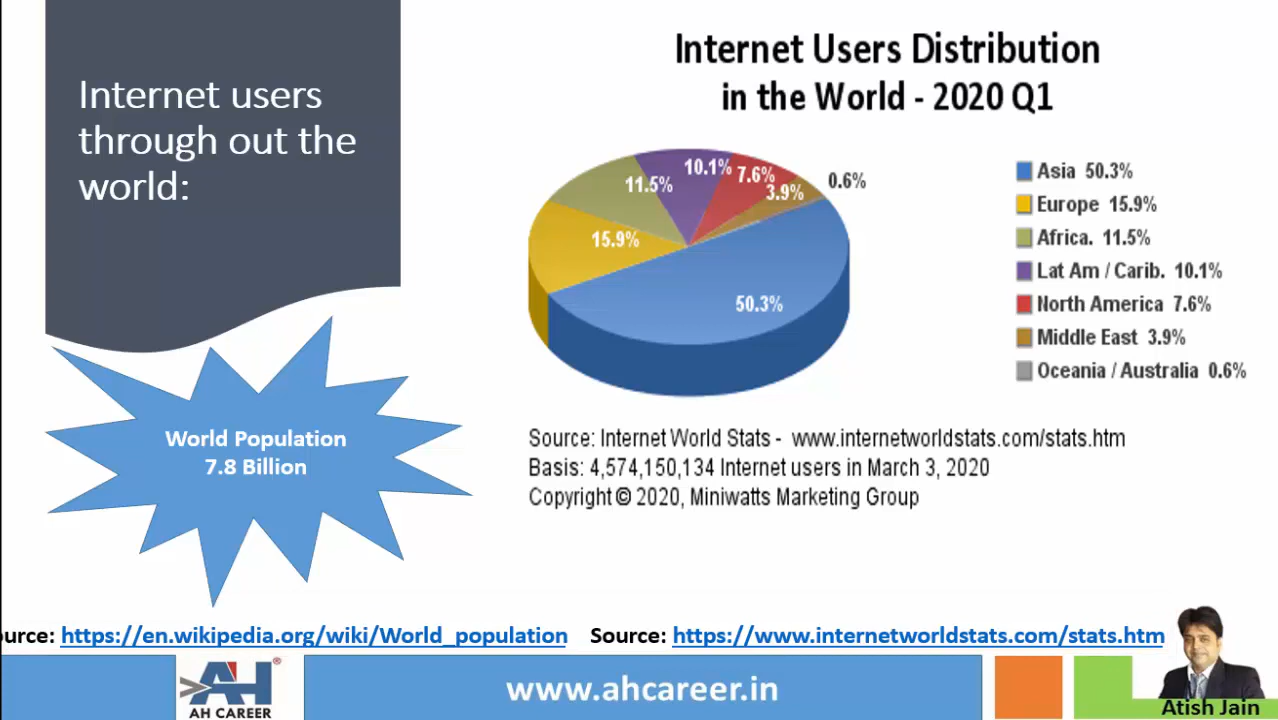 Internet users
through out the
world:
World Population
7.8 Billion
Internet Users Distribution
in the World - 2020 Q1
10.1%
7.6%
11.5%
3.9%
0.6%
15.9%
50.3%
Asia 50.3%
Europe 15.9%
Africa. 11.5%
Lat Am / Carib. 10.1%
North America 7.6%
Middle East 3.9%
Oceania / Australia 0.6%
Source: Internet World Stats - www.internetworldstats.com/stats.htm
Basis: 4,574,150,134 Internet users in March 3, 2020
Copyright © 2020, Miniwatts Marketing Group
ource: https://en.wikipedia.org/wiki/World_population
Source: https://www.internetworldstats.com/stats.htm
AH ®
AH CAREER
www.ahcareer.in
Atish Jain